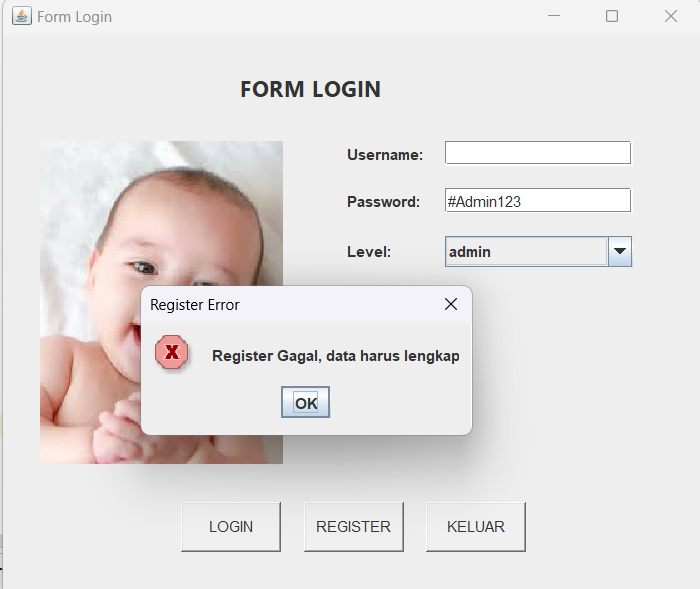 Form Login
FORM LOGIN
Username:
Password: #Admin123
Level: admin
Register Error
Register Gagal, data harus lengkap
OK
LOGIN REGISTER KELUAR